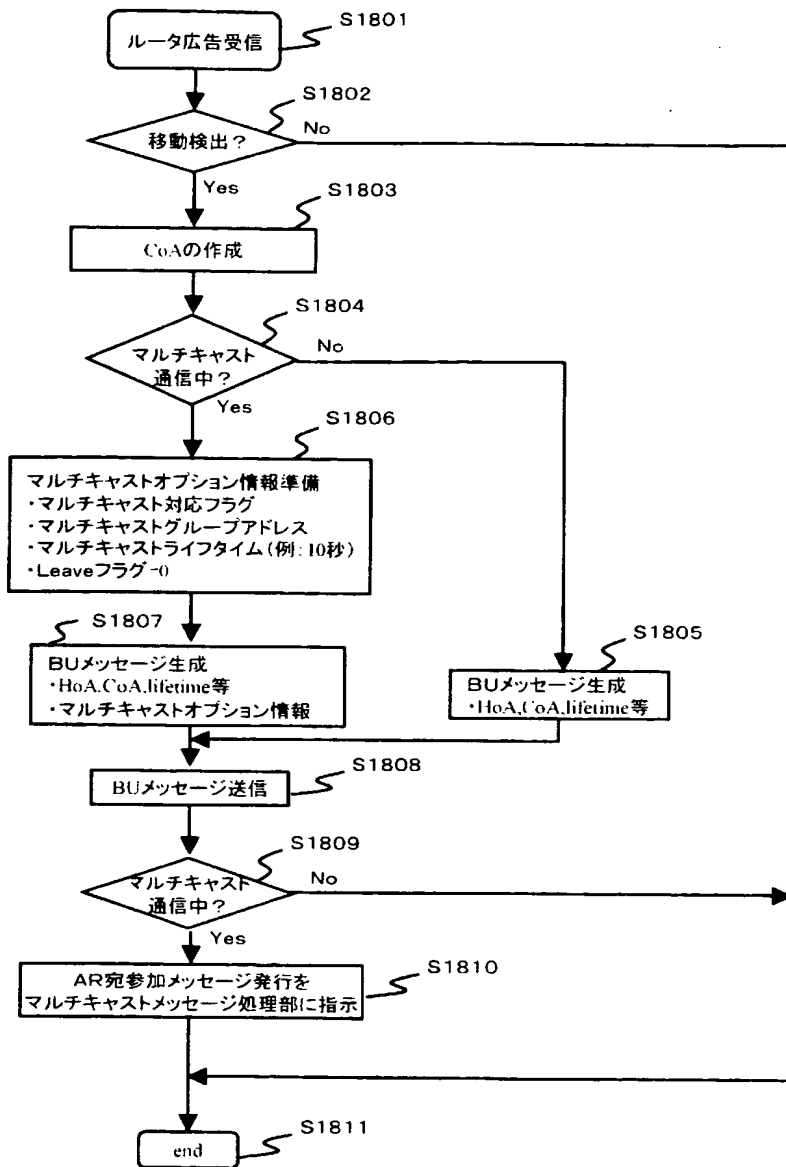 ルータ広告受信
S1801
S1802
移動検出?
No
Yes
S1803
CoAの作成
S1804
マルチキャスト
通信中?
No
Yes
S1806
マルチキャストオプション情報準備
・マルチキャスト対応フラグ
・マルチキャストグループアドレス
・マルチキャストライフタイム(例:10秒)
・Leaveフラグ=0
S1807
BUメッセージ生成
・HoA,CoA,lifetime等
・マルチキャストオプション情報
S1805
BUメッセージ生成
・HoA,CoA,lifetime等
S1808
BUメッセージ送信
S1809
マルチキャスト
通信中?
No
Yes
S1810
AR宛参加メッセージ発行を
マルチキャストメッセージ処理部に指示
S1811
end